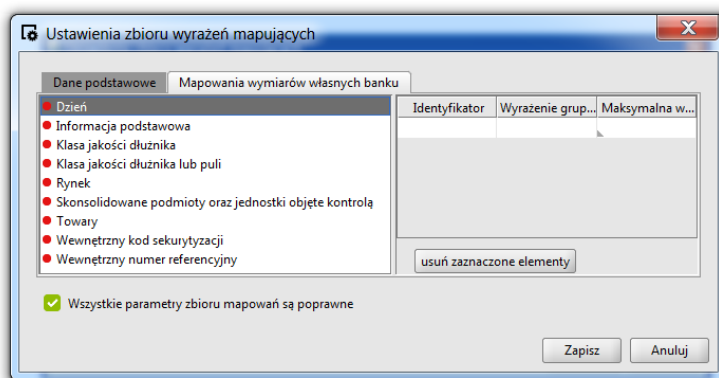 Ustawienia zbioru wyrażeń mapujących
Dane podstawowe Mapowania wymiarów własnych banku
Dzień
Informacja podstawowa
Klasa jakości dłużnika
Klasa jakości dłużnika lub puli
Rynek
Skonsolidowane podmioty oraz jednostki objęte kontrolą
Towary
Wewnętrzny kod sekurytyzacji
Wewnętrzny numer referencyjny
Identyfikator Wyrażenie grup... Maksymalna w...
usuń zaznaczone elementy
Wszystkie parametry zbioru mapowań są poprawne
Zapisz Anuluj